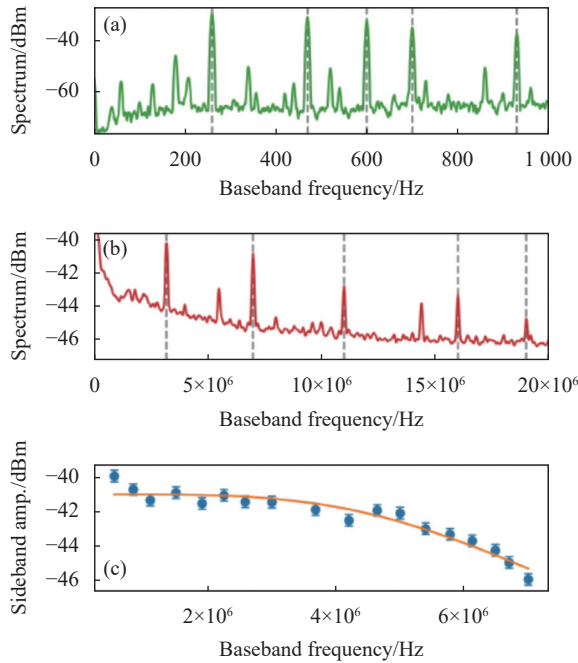 (a)
Spectrum/dBm
−40
−60
0 200 400 600 800 1 000
Baseband frequency/Hz
(b)
Spectrum/dBm
−40
−42
−44
−46
0 5×10⁶ 10×10⁶ 15×10⁶ 20×10⁶
Baseband frequency/Hz
Sideband amp./dBm
−40
−42
−44
−46
(c)
2×10⁶ 4×10⁶ 6×10⁶
Baseband frequency/Hz